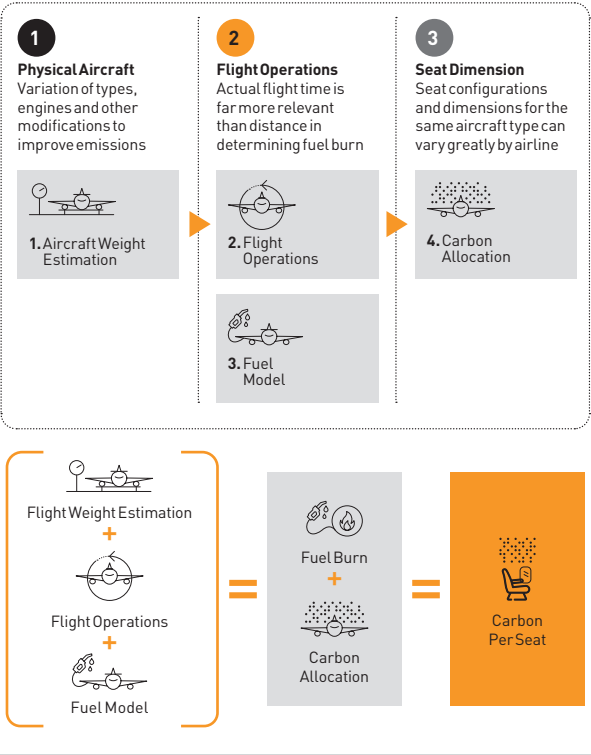 1
Physical Aircraft
Variation of types,
engines and other
modifications to
improve emissions
1. Aircraft Weight
Estimation
2
Flight Operations
Actual flight time is
far more relevant
than distance in
determining fuel burn
2. Flight
Operations
3. Fuel
Model
3
Seat Dimension
Seat configurations
and dimensions for the
same aircraft type can
vary greatly by airline
4. Carbon
Allocation
Flight Weight Estimation
+
Flight Operations
+
Fuel Model
=
Fuel Burn
+
Carbon
Allocation
=
Carbon
Per Seat